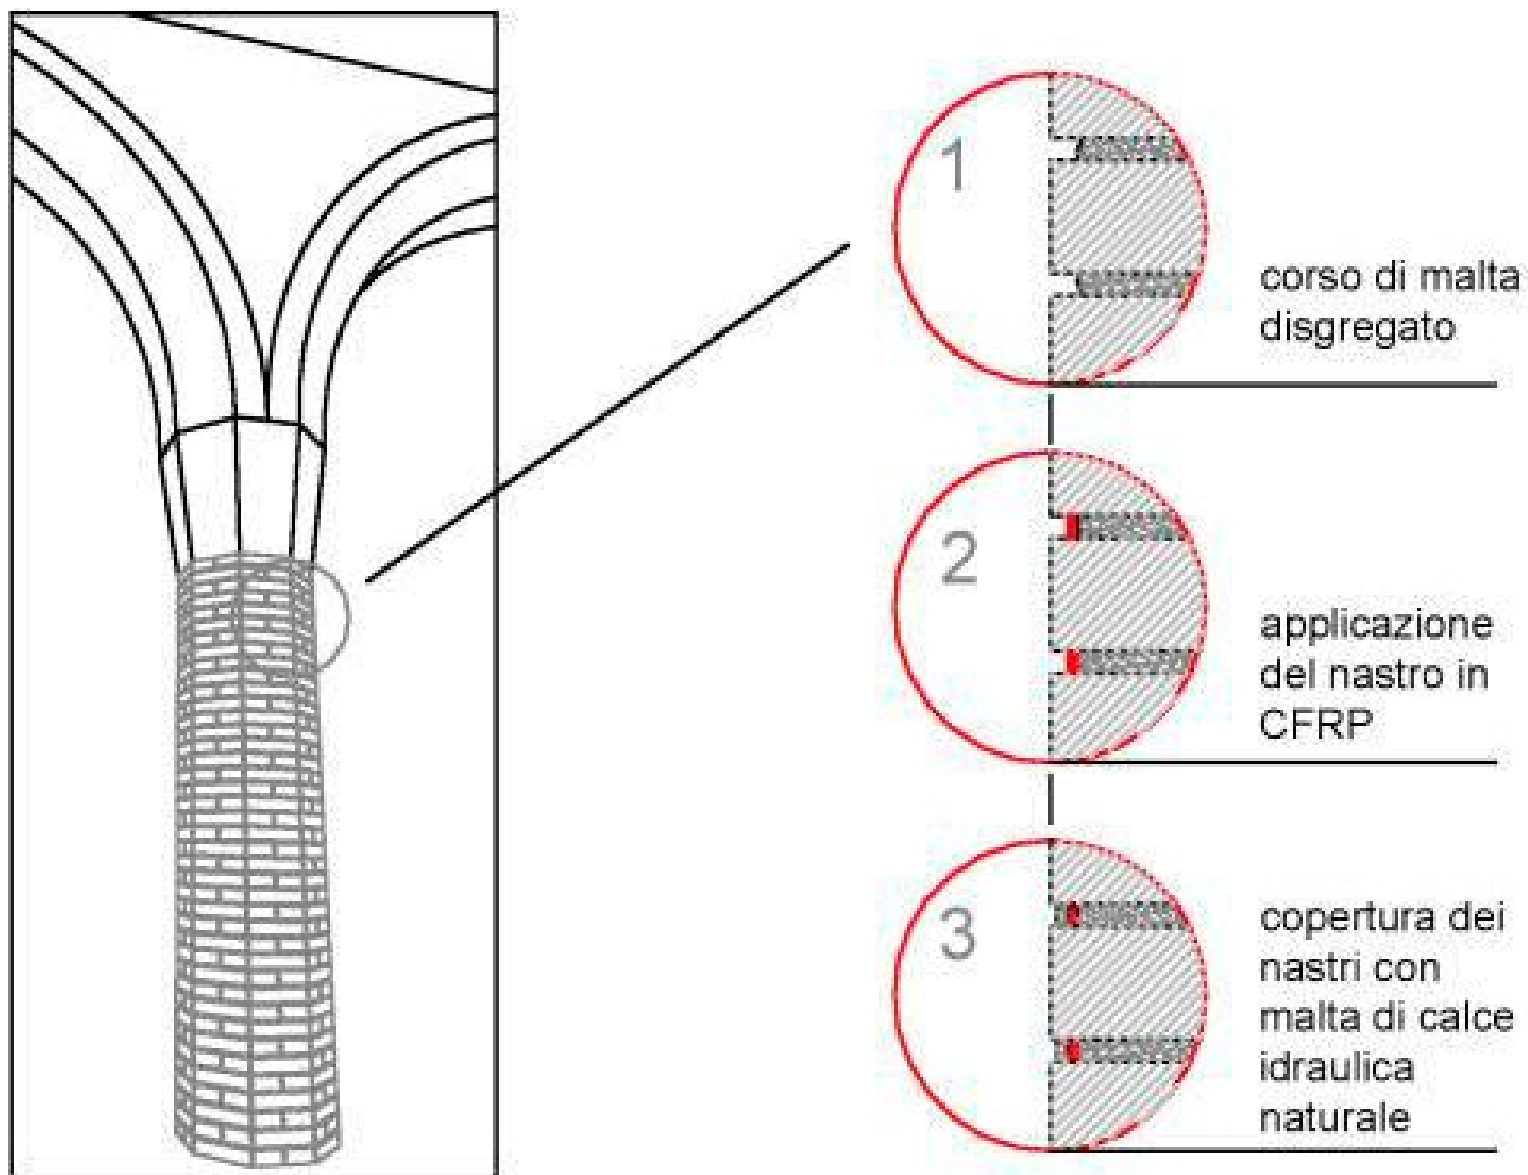 1
corso di malta
disgregato
2
applicazione
del nastro in
CFRP
3
copertura dei
nastri con
malta di calce
idraulica
naturale